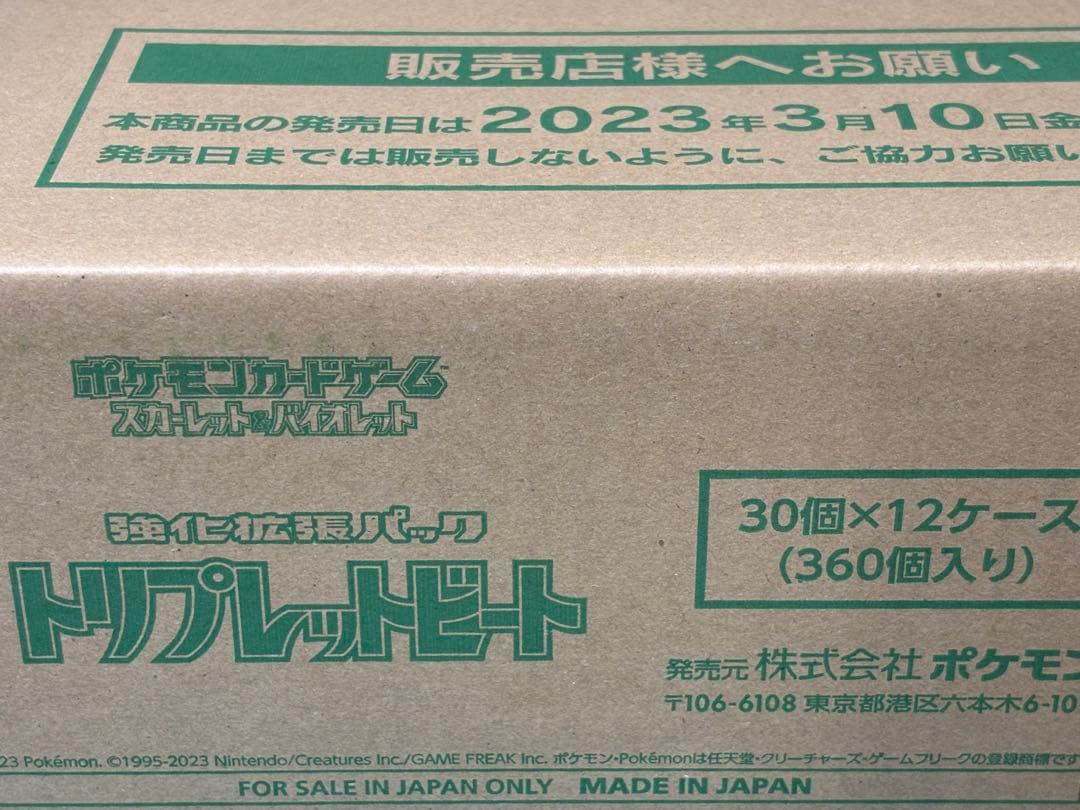 販売店様へお願い
本商品の発売日は2023年3月10日金
発売日までは販売しないように、ご協力お願い
ポケモンカードゲーム
スカーレット&バイオレット
強化拡張パック
トリプレットビート
30個×12ケース
(360個入り)
発売元 株式会社 ポケモン
〒106-6108 東京都港区六本木6-10
23 Pokémon. ©1995-2023 Nintendo/Creatures Inc./GAME FREAK Inc. ポケモン・Pokémonは任天堂・クリーチャーズ・ゲームフリークの登録商標です
FOR SALE IN JAPAN ONLY MADE IN JAPAN